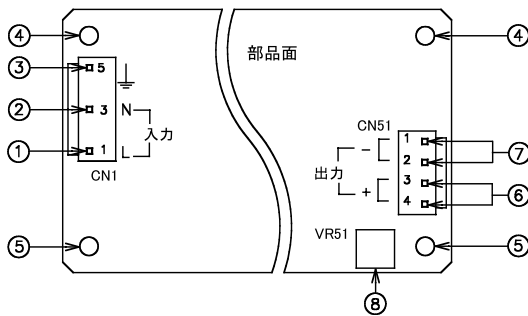 ④ 部品面 ④
③ 5
② 3 N
入力
① 1 L
CN1
CN51
1
－ 2 ⑦
出力
＋ 3
4 ⑥
VR51
⑤ ⑤
⑧